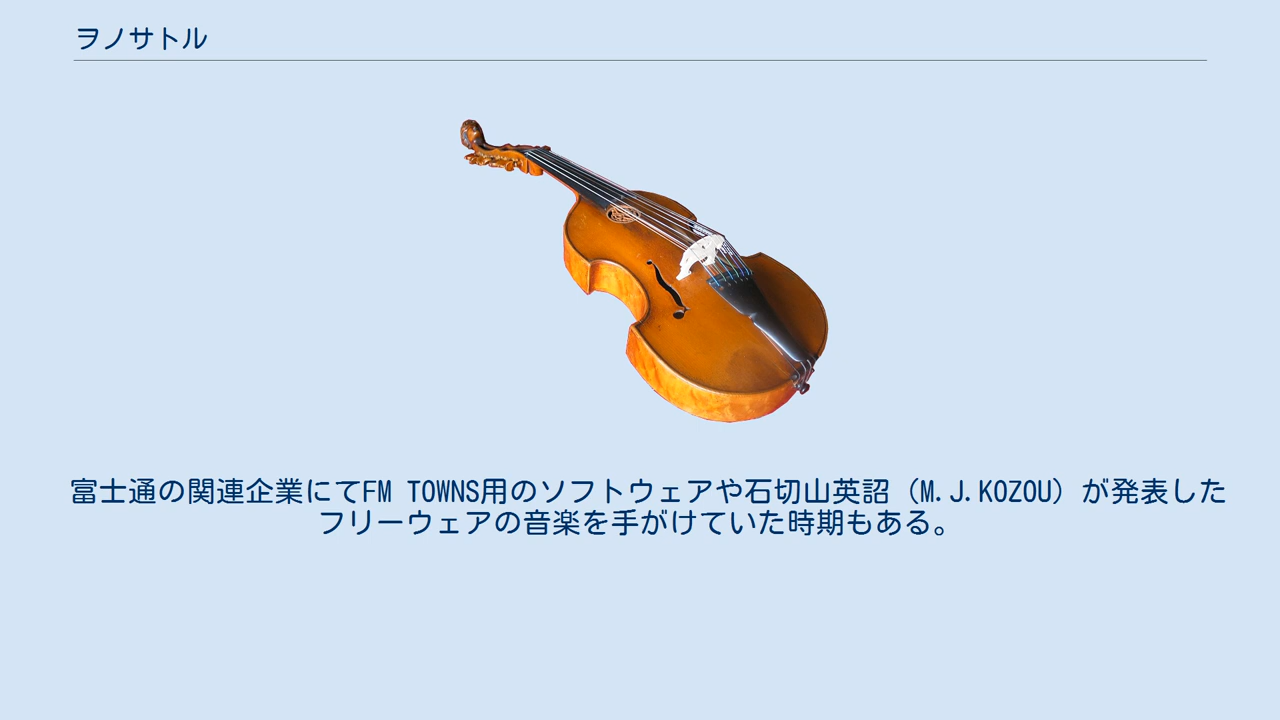 ヲノサトル
富士通の関連企業にてFM TOWNS用のソフトウェアや石切山英詔（M.J.KOZOU）が発表した
フリーウェアの音楽を手がけていた時期もある。